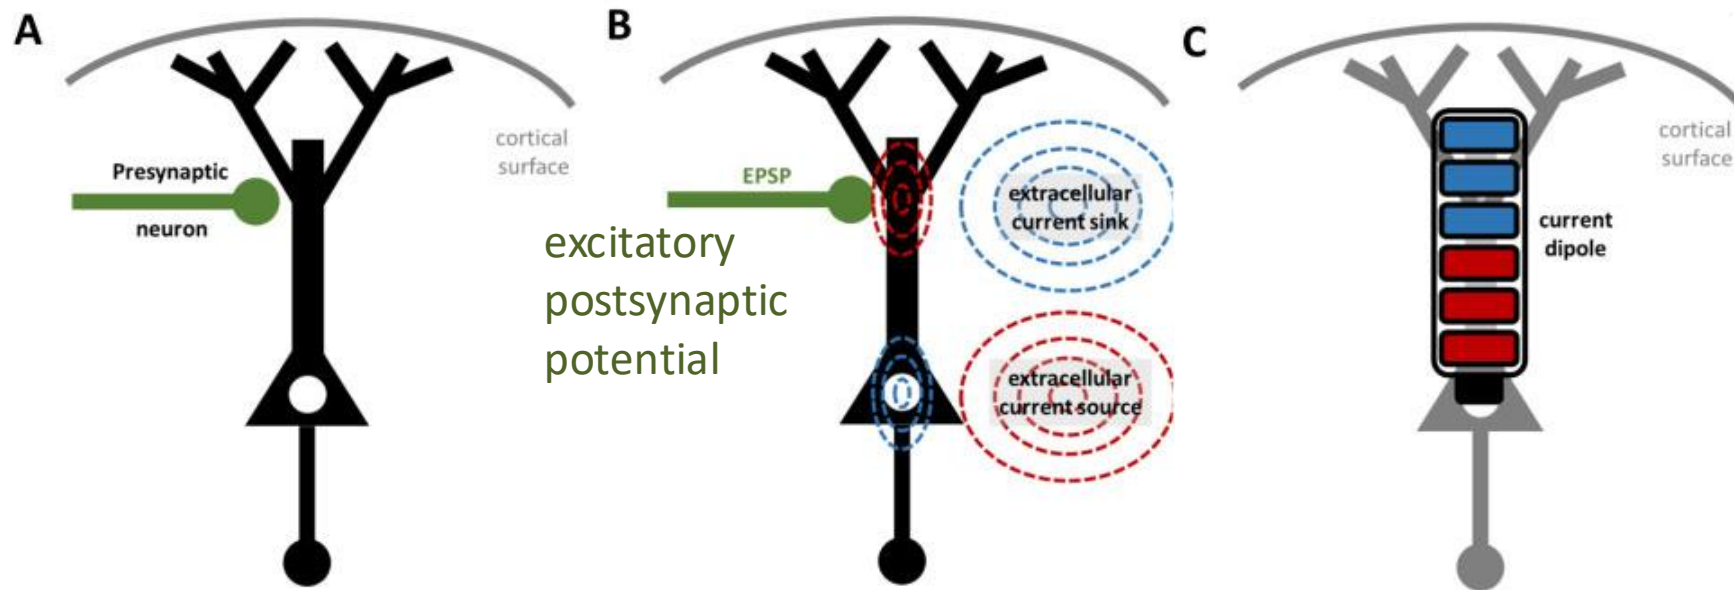 A
Presynaptic
neuron
cortical
surface
B
EPSP
excitatory
postsynaptic
potential
extracellular
current sink
extracellular
current source
C
cortical
surface
current
dipole